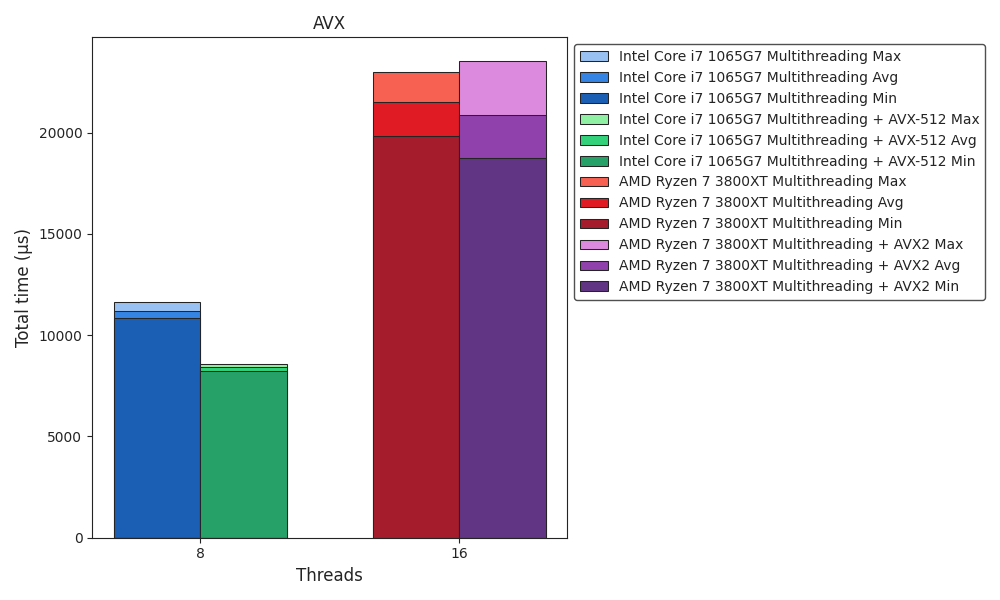 AVX
Total time (µs)
20000
15000
10000
5000
0
8
16
Threads
Intel Core i7 1065G7 Multithreading Max
Intel Core i7 1065G7 Multithreading Avg
Intel Core i7 1065G7 Multithreading Min
Intel Core i7 1065G7 Multithreading + AVX-512 Max
Intel Core i7 1065G7 Multithreading + AVX-512 Avg
Intel Core i7 1065G7 Multithreading + AVX-512 Min
AMD Ryzen 7 3800XT Multithreading Max
AMD Ryzen 7 3800XT Multithreading Avg
AMD Ryzen 7 3800XT Multithreading Min
AMD Ryzen 7 3800XT Multithreading + AVX2 Max
AMD Ryzen 7 3800XT Multithreading + AVX2 Avg
AMD Ryzen 7 3800XT Multithreading + AVX2 Min